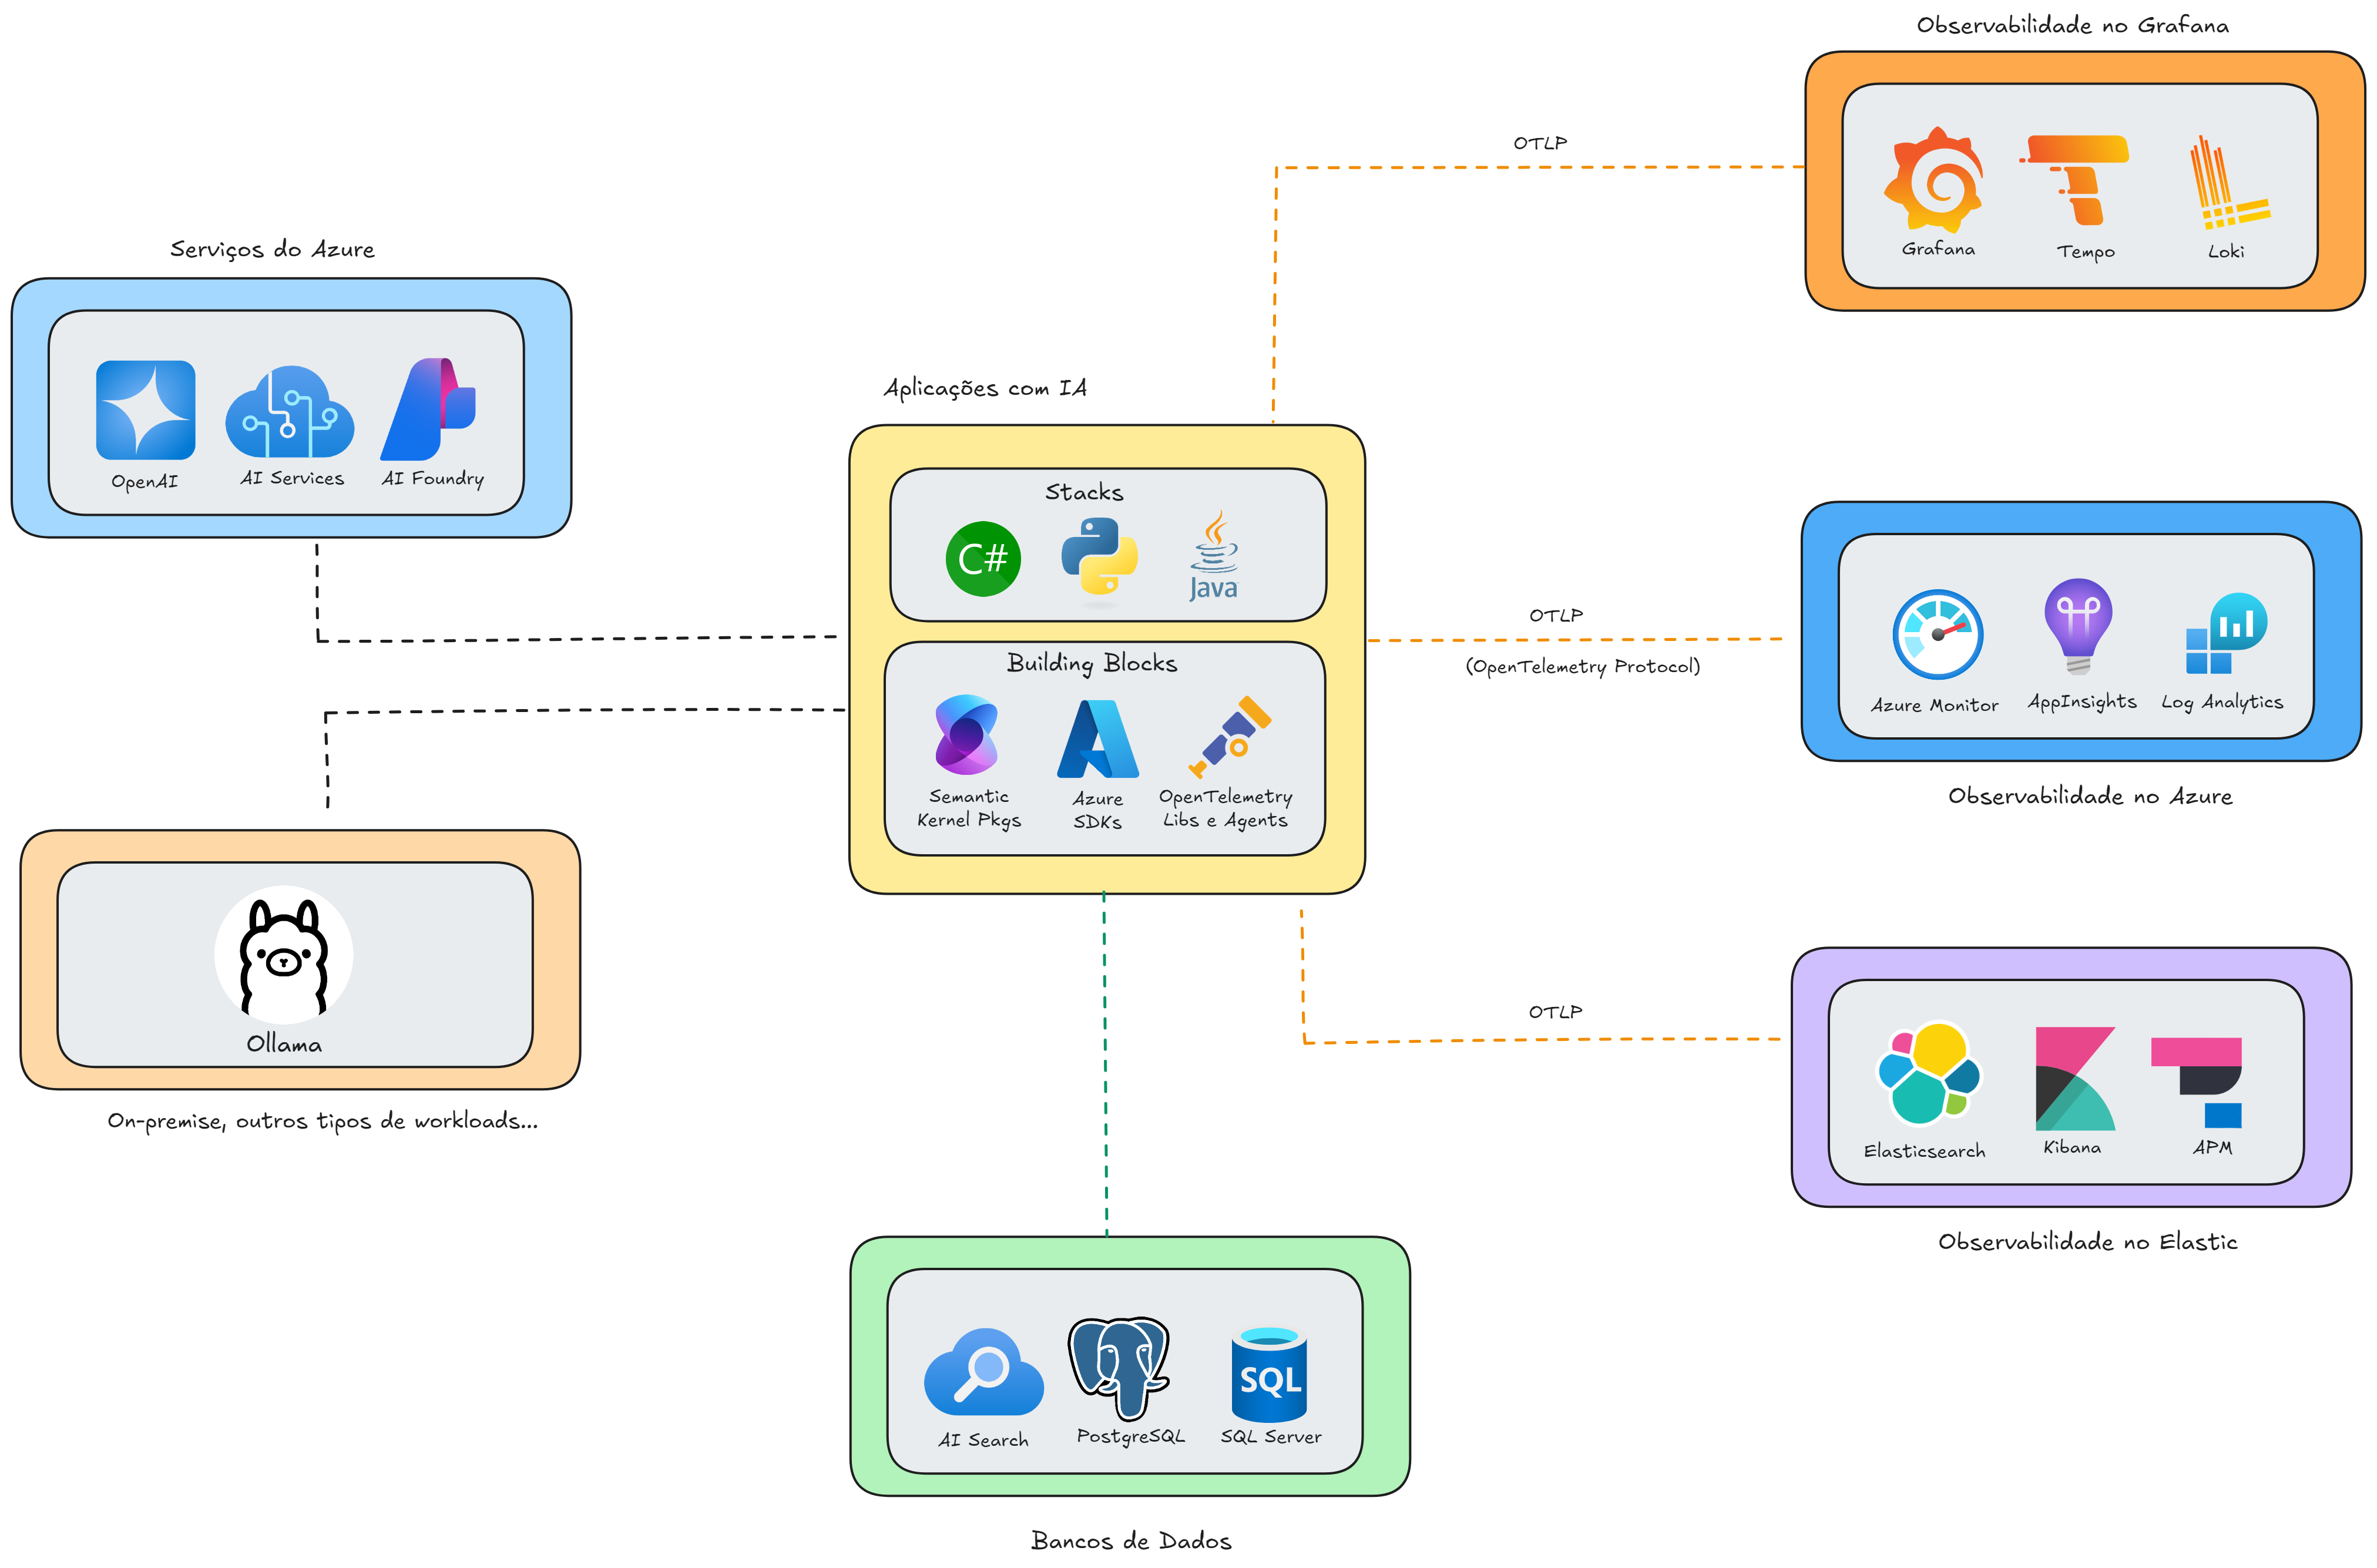 Observabilidade no Grafana
OTLP
Grafana
Tempo
Loki
Serviços do Azure
OpenAI
AI Services
AI Foundry
Aplicações com IA
Stacks
C#
Java
Building Blocks
Semantic
Kernel Pkgs
Azure
SDKs
OpenTelemetry
Libs e Agents
OTLP
(OpenTelemetry Protocol)
Azure Monitor
AppInsights
Log Analytics
Observabilidade no Azure
Ollama
On-premise, outros tipos de workloads...
OTLP
Elasticsearch
Kibana
APM
Observabilidade no Elastic
AI Search
PostgreSQL
SQL
SQL Server
Bancos de Dados